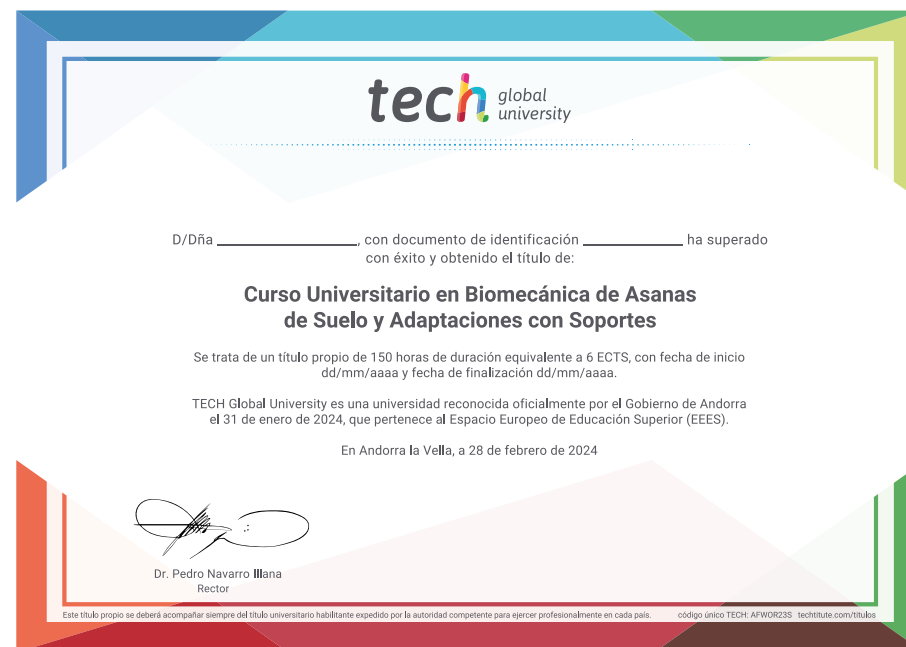 tech global university
D/Dña ____________________, con documento de identificación ______________ ha superado
con éxito y obtenido el título de:
Curso Universitario en Biomecánica de Asanas
de Suelo y Adaptaciones con Soportes
Se trata de un título propio de 150 horas de duración equivalente a 6 ECTS, con fecha de inicio
dd/mm/aaaa y fecha de finalización dd/mm/aaaa.
TECH Global University es una universidad reconocida oficialmente por el Gobierno de Andorra
el 31 de enero de 2024, que pertenece al Espacio Europeo de Educación Superior (EEES).
En Andorra la Vella, a 28 de febrero de 2024
Dr. Pedro Navarro Illana
Rector
Este título propio se deberá acompañar siempre del título universitario habilitante expedido por la autoridad competente para ejercer profesionalmente en cada país. código único TECH: AFWOR23S techtitute.com/titulos